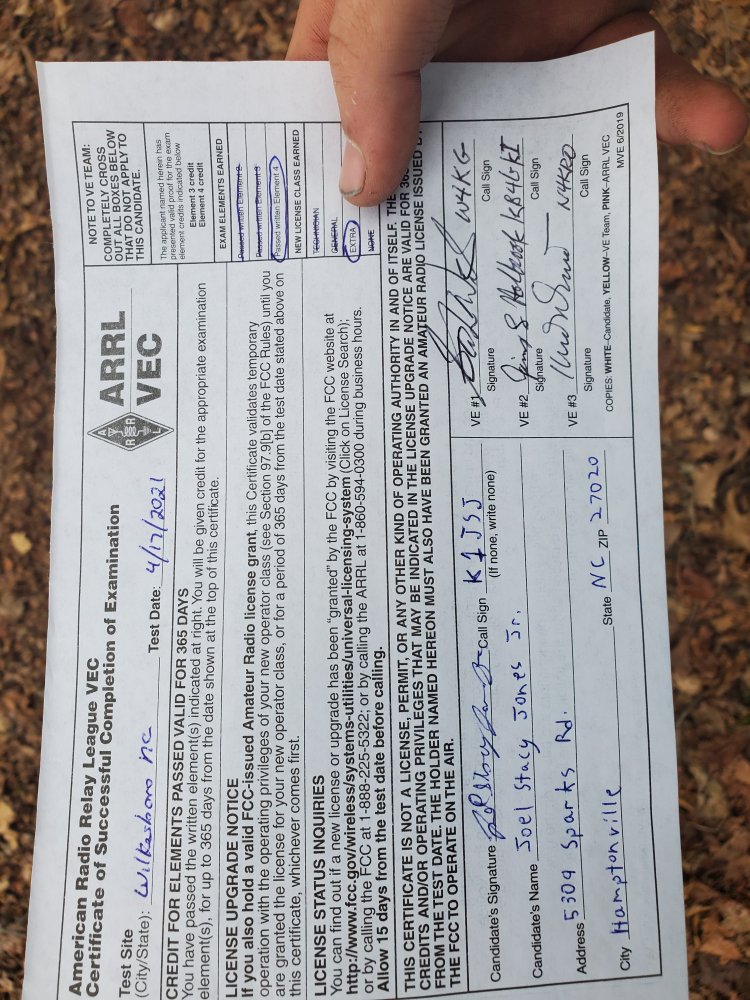 American Radio Relay League VEC
Certificate of Successful Completion of Examination
ARRL
VEC
Test Site
(City/State): Wilkesboro NC Test Date: 4/17/2021
CREDIT FOR ELEMENTS PASSED VALID FOR 365 DAYS
You have passed the written element(s) indicated at right. You will be given credit for the appropriate examination
element(s), for up to 365 days from the date shown at the top of this certificate.
LICENSE UPGRADE NOTICE
If you also hold a valid FCC-issued Amateur Radio license grant, this Certificate validates temporary
operation with the operating privileges of your new operator class (see Section 97.9[b] of the FCC Rules) until you
are granted the license for your new operator class, or for a period of 365 days from the test date stated above on
this certificate, whichever comes first.
LICENSE STATUS INQUIRIES
You can find out if a new license or upgrade has been "granted" by the FCC by visiting the FCC website at
http://www.fcc.gov/wireless/systems-utilities/universal-licensing-system (Click on License Search);
or by calling the FCC at 1-888-225-5322; or by calling the ARRL at 1-860-594-0300 during business hours.
Allow 15 days from the test date before calling.
NOTE TO VE TEAM:
COMPLETELY CROSS
OUT ALL BOXES BELOW
THAT DO NOT APPLY TO
THIS CANDIDATE.
The applicant named herein has
presented valid proof for the exam
element credits indicated below
Element 3 credit
Element 4 credit
EXAM ELEMENTS EARNED
Passed written Element 2
Passed written Element 3
Passed written Element 4
NEW LICENSE CLASS EARNED
TECHNICIAN
GENERAL
EXTRA
NONE
THIS CERTIFICATE IS NOT A LICENSE, PERMIT, OR ANY OTHER KIND OF OPERATING AUTHORITY IN AND OF ITSELF. THE
CREDITS AND/OR OPERATING PRIVILEGES THAT MAY BE INDICATED IN THE LICENSE UPGRADE NOTICE ARE VALID FOR 36
FROM THE TEST DATE. THE HOLDER NAMED HEREON MUST ALSO HAVE BEEN GRANTED AN AMATEUR RADIO LICENSE ISSUED
THE FCC TO OPERATE ON THE AIR.
Candidate's Signature Call Sign K1JSJ
(If none, write none)
Candidate's Name Joel Stacy Jones Jr.
Address 5309 Sparks Rd.
City Hamptonville State NC ZIP 27020
VE #1 W4KG
Signature Call Sign
VE #2 KB4GKI
Signature Call Sign
VE #3 N4KRO
Signature Call Sign
COPIES: WHITE–Candidate, YELLOW–VE Team, PINK–ARRL VEC MVE 6/2019